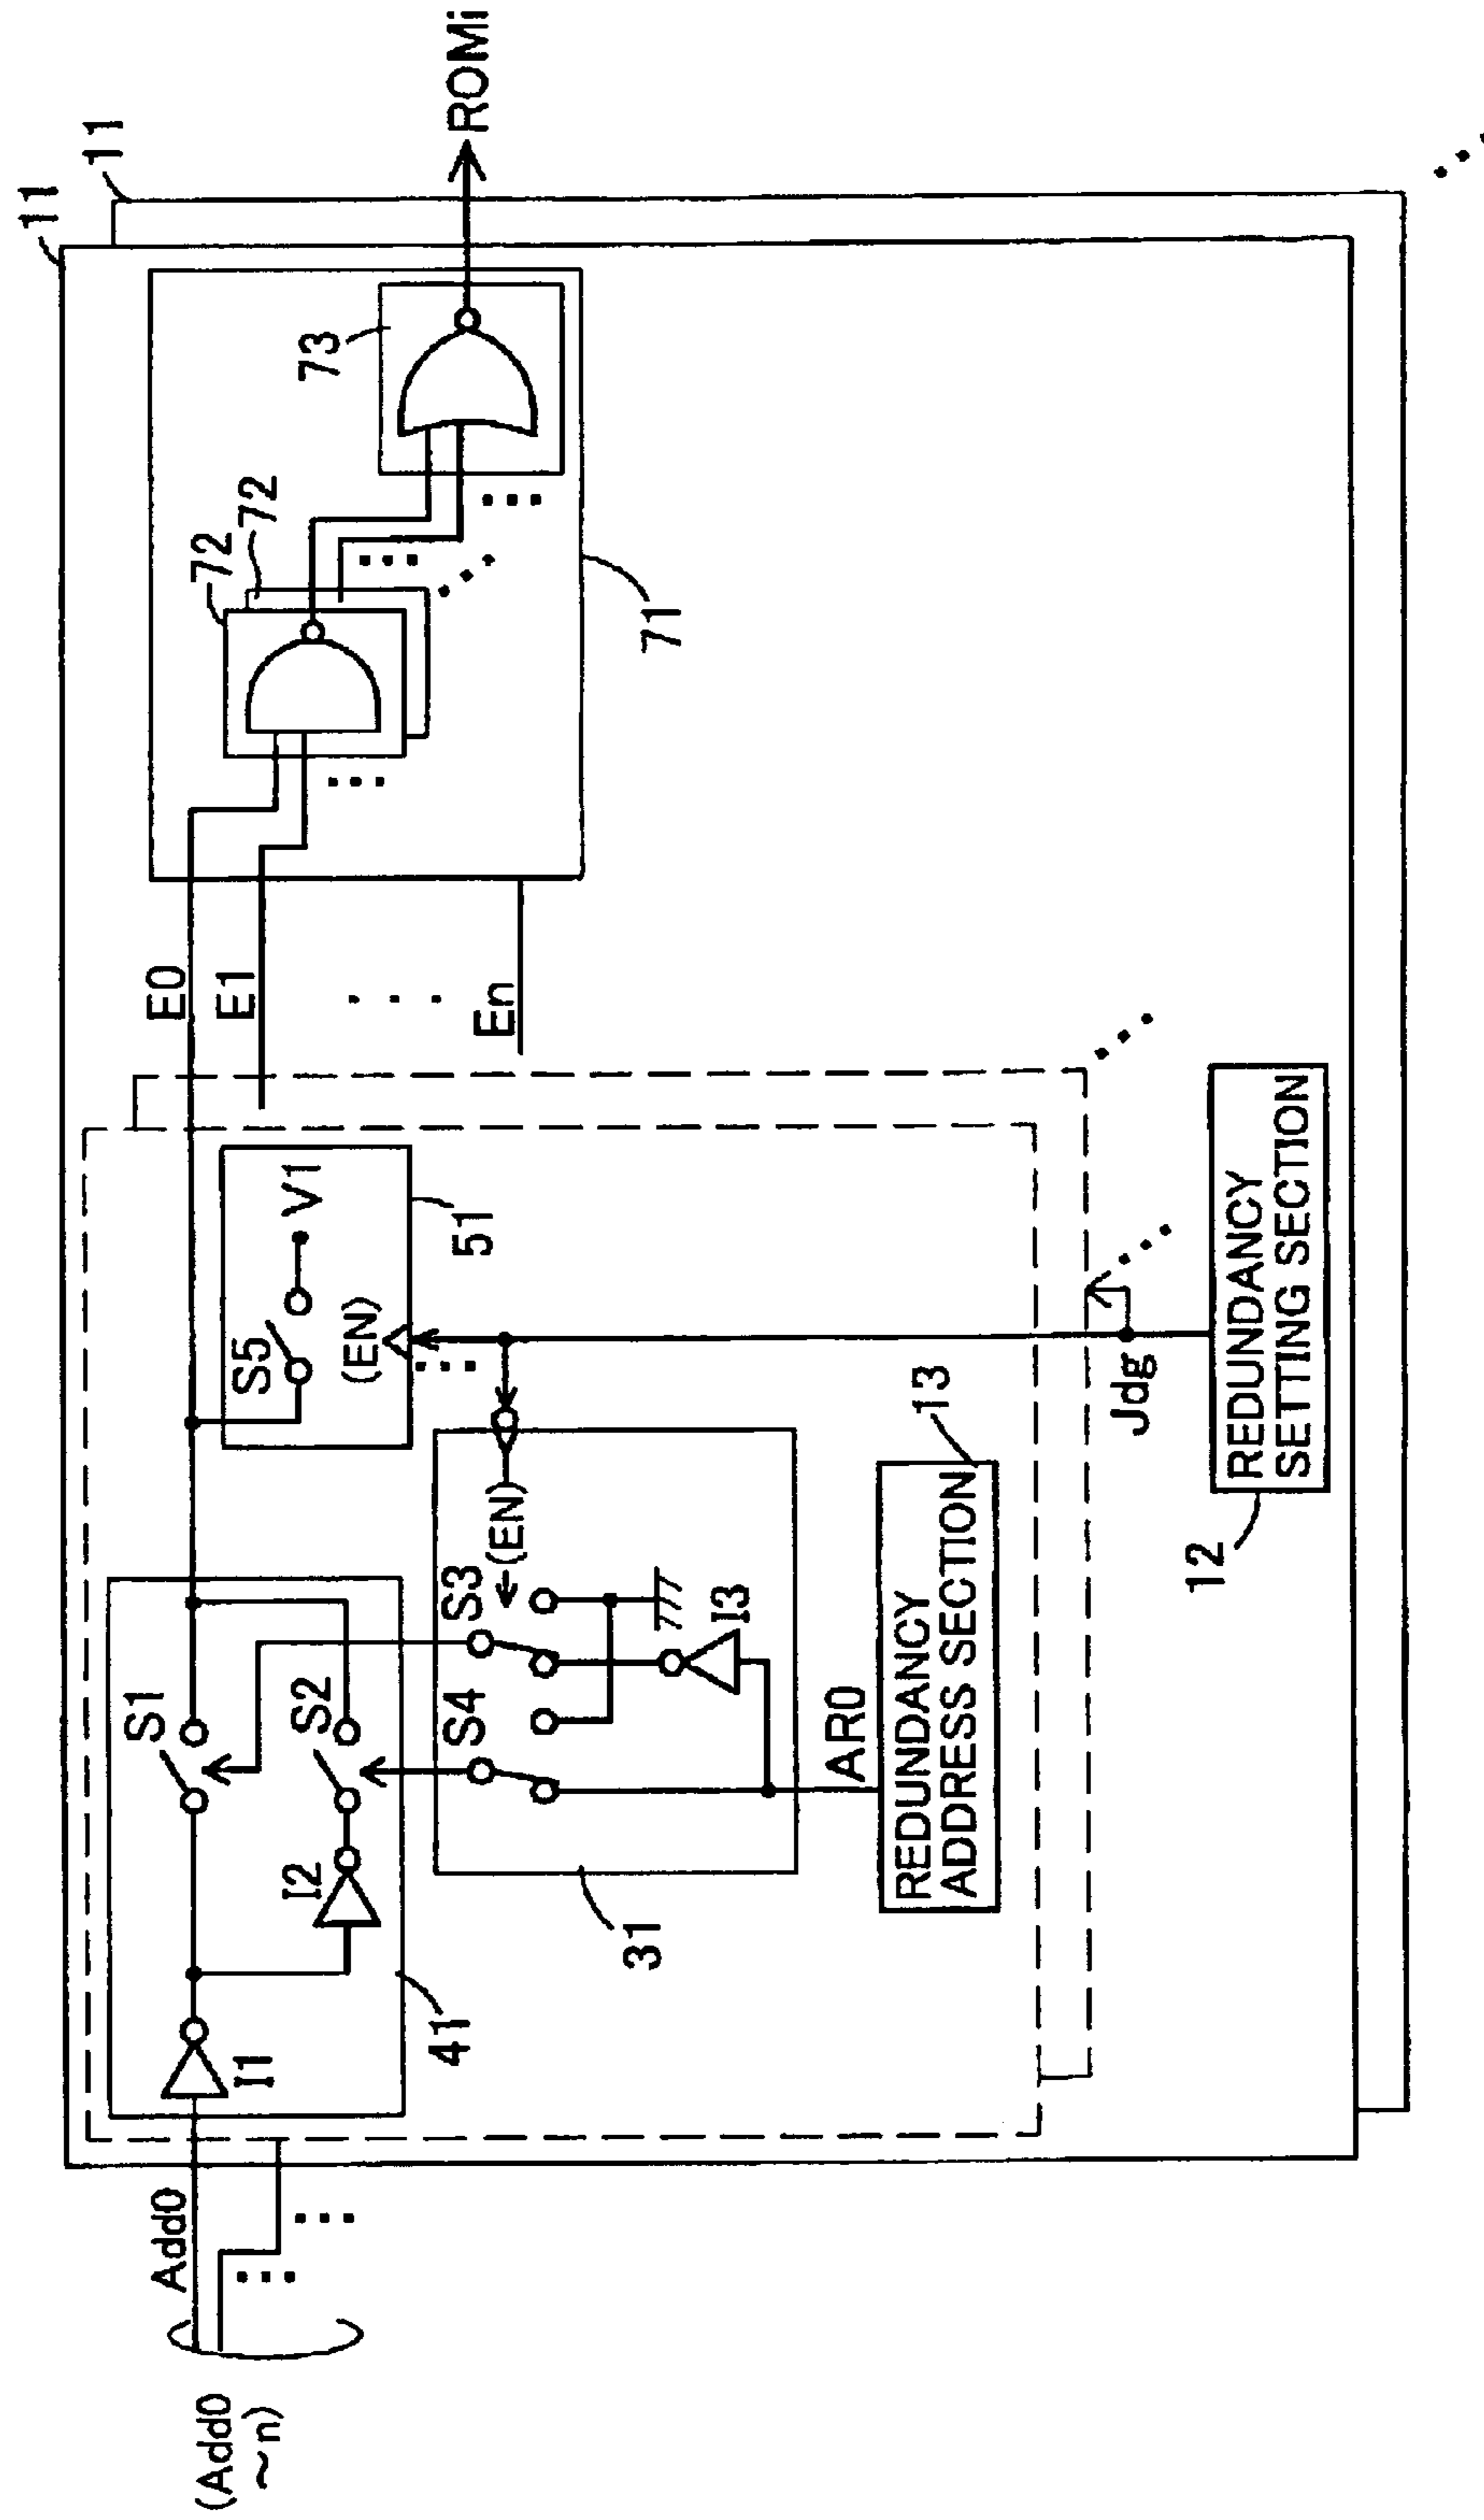 (Add0
~n)
Add0
I1
I2
S1
S2
41
31
S4
S3
(EN)
I3
AR0
REDUNDANCY
ADDRESS SECTION
13
S5
(EN)
V1
51
Jdg
REDUNDANCY
SETTING SECTION
12
E0
E1
En
72
72
73
71
11
11
ROMi